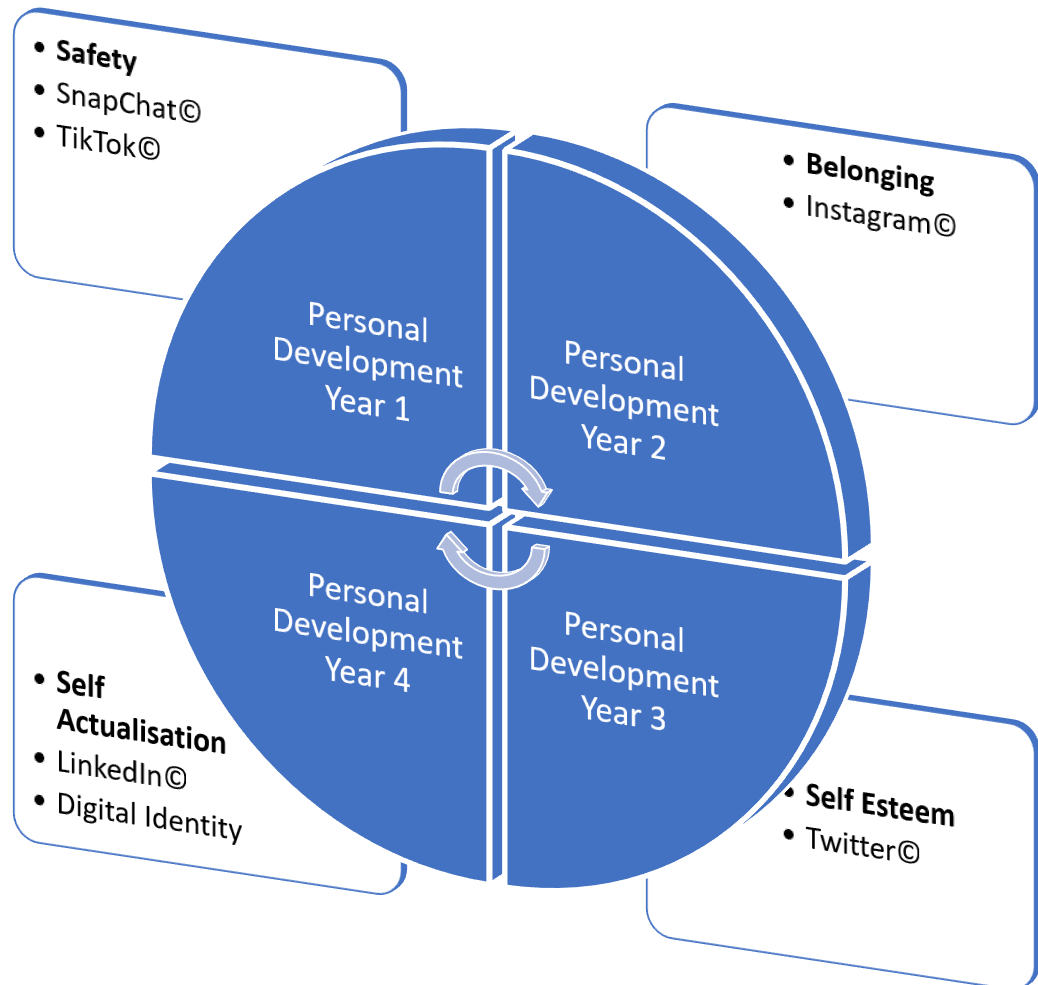 • Safety
• SnapChat©
• TikTok©
• Belonging
• Instagram©
Personal
Development
Year 1
Personal
Development
Year 2
Personal
Development
Year 4
Personal
Development
Year 3
• Self
Actualisation
• LinkedIn©
• Digital Identity
• Self Esteem
• Twitter©